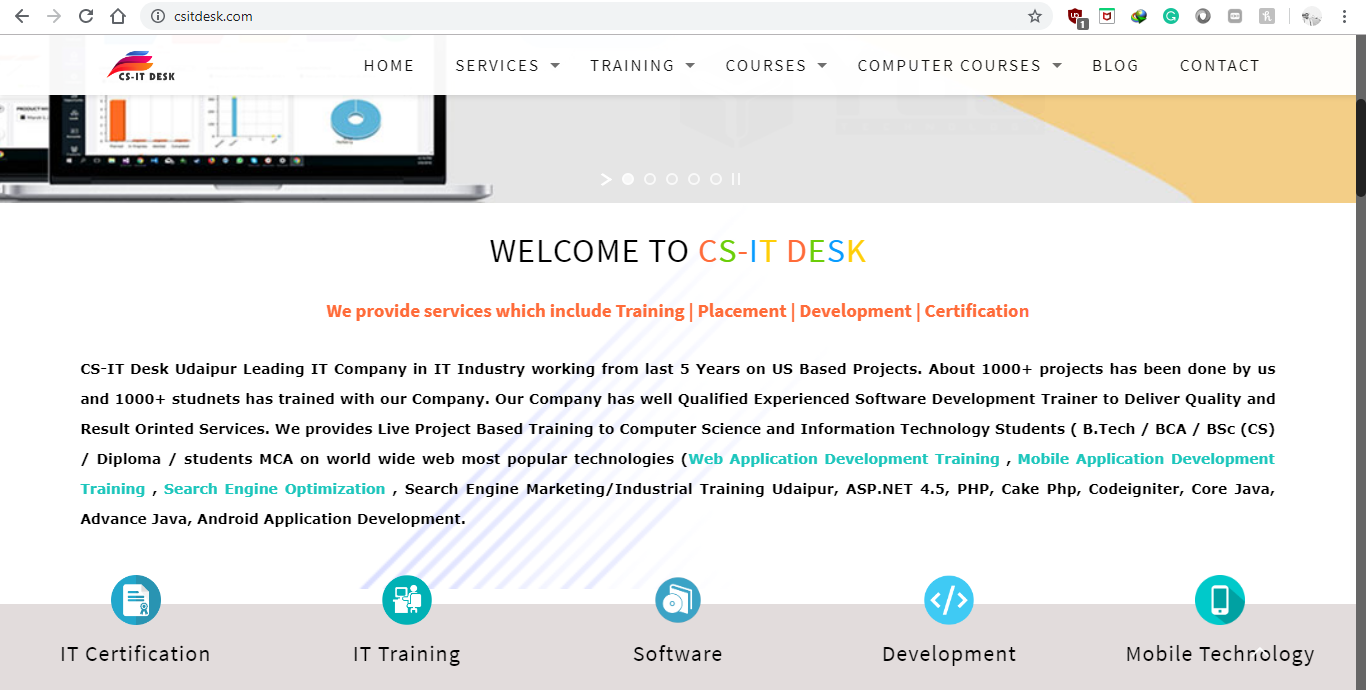 csitdesk.com
1
CS-IT DESK
HOME
SERVICES
TRAINING
COURSES
COMPUTER COURSES
BLOG
CONTACT
WELCOME TO CS-IT DESK
We provide services which include Training | Placement | Development | Certification
CS-IT Desk Udaipur Leading IT Company in IT Industry working from last 5 Years on US Based Projects. About 1000+ projects has been done by us
and 1000+ studnets has trained with our Company. Our Company has well Qualified Experienced Software Development Trainer to Deliver Quality and
Result Orinted Services. We provides Live Project Based Training to Computer Science and Information Technology Students ( B.Tech / BCA / BSc (CS)
/ Diploma / students MCA on world wide web most popular technologies (Web Application Development Training , Mobile Application Development
Training , Search Engine Optimization , Search Engine Marketing/Industrial Training Udaipur, ASP.NET 4.5, PHP, Cake Php, Codeigniter, Core Java,
Advance Java, Android Application Development.
IT Certification
IT Training
Software
Development
Mobile Technology